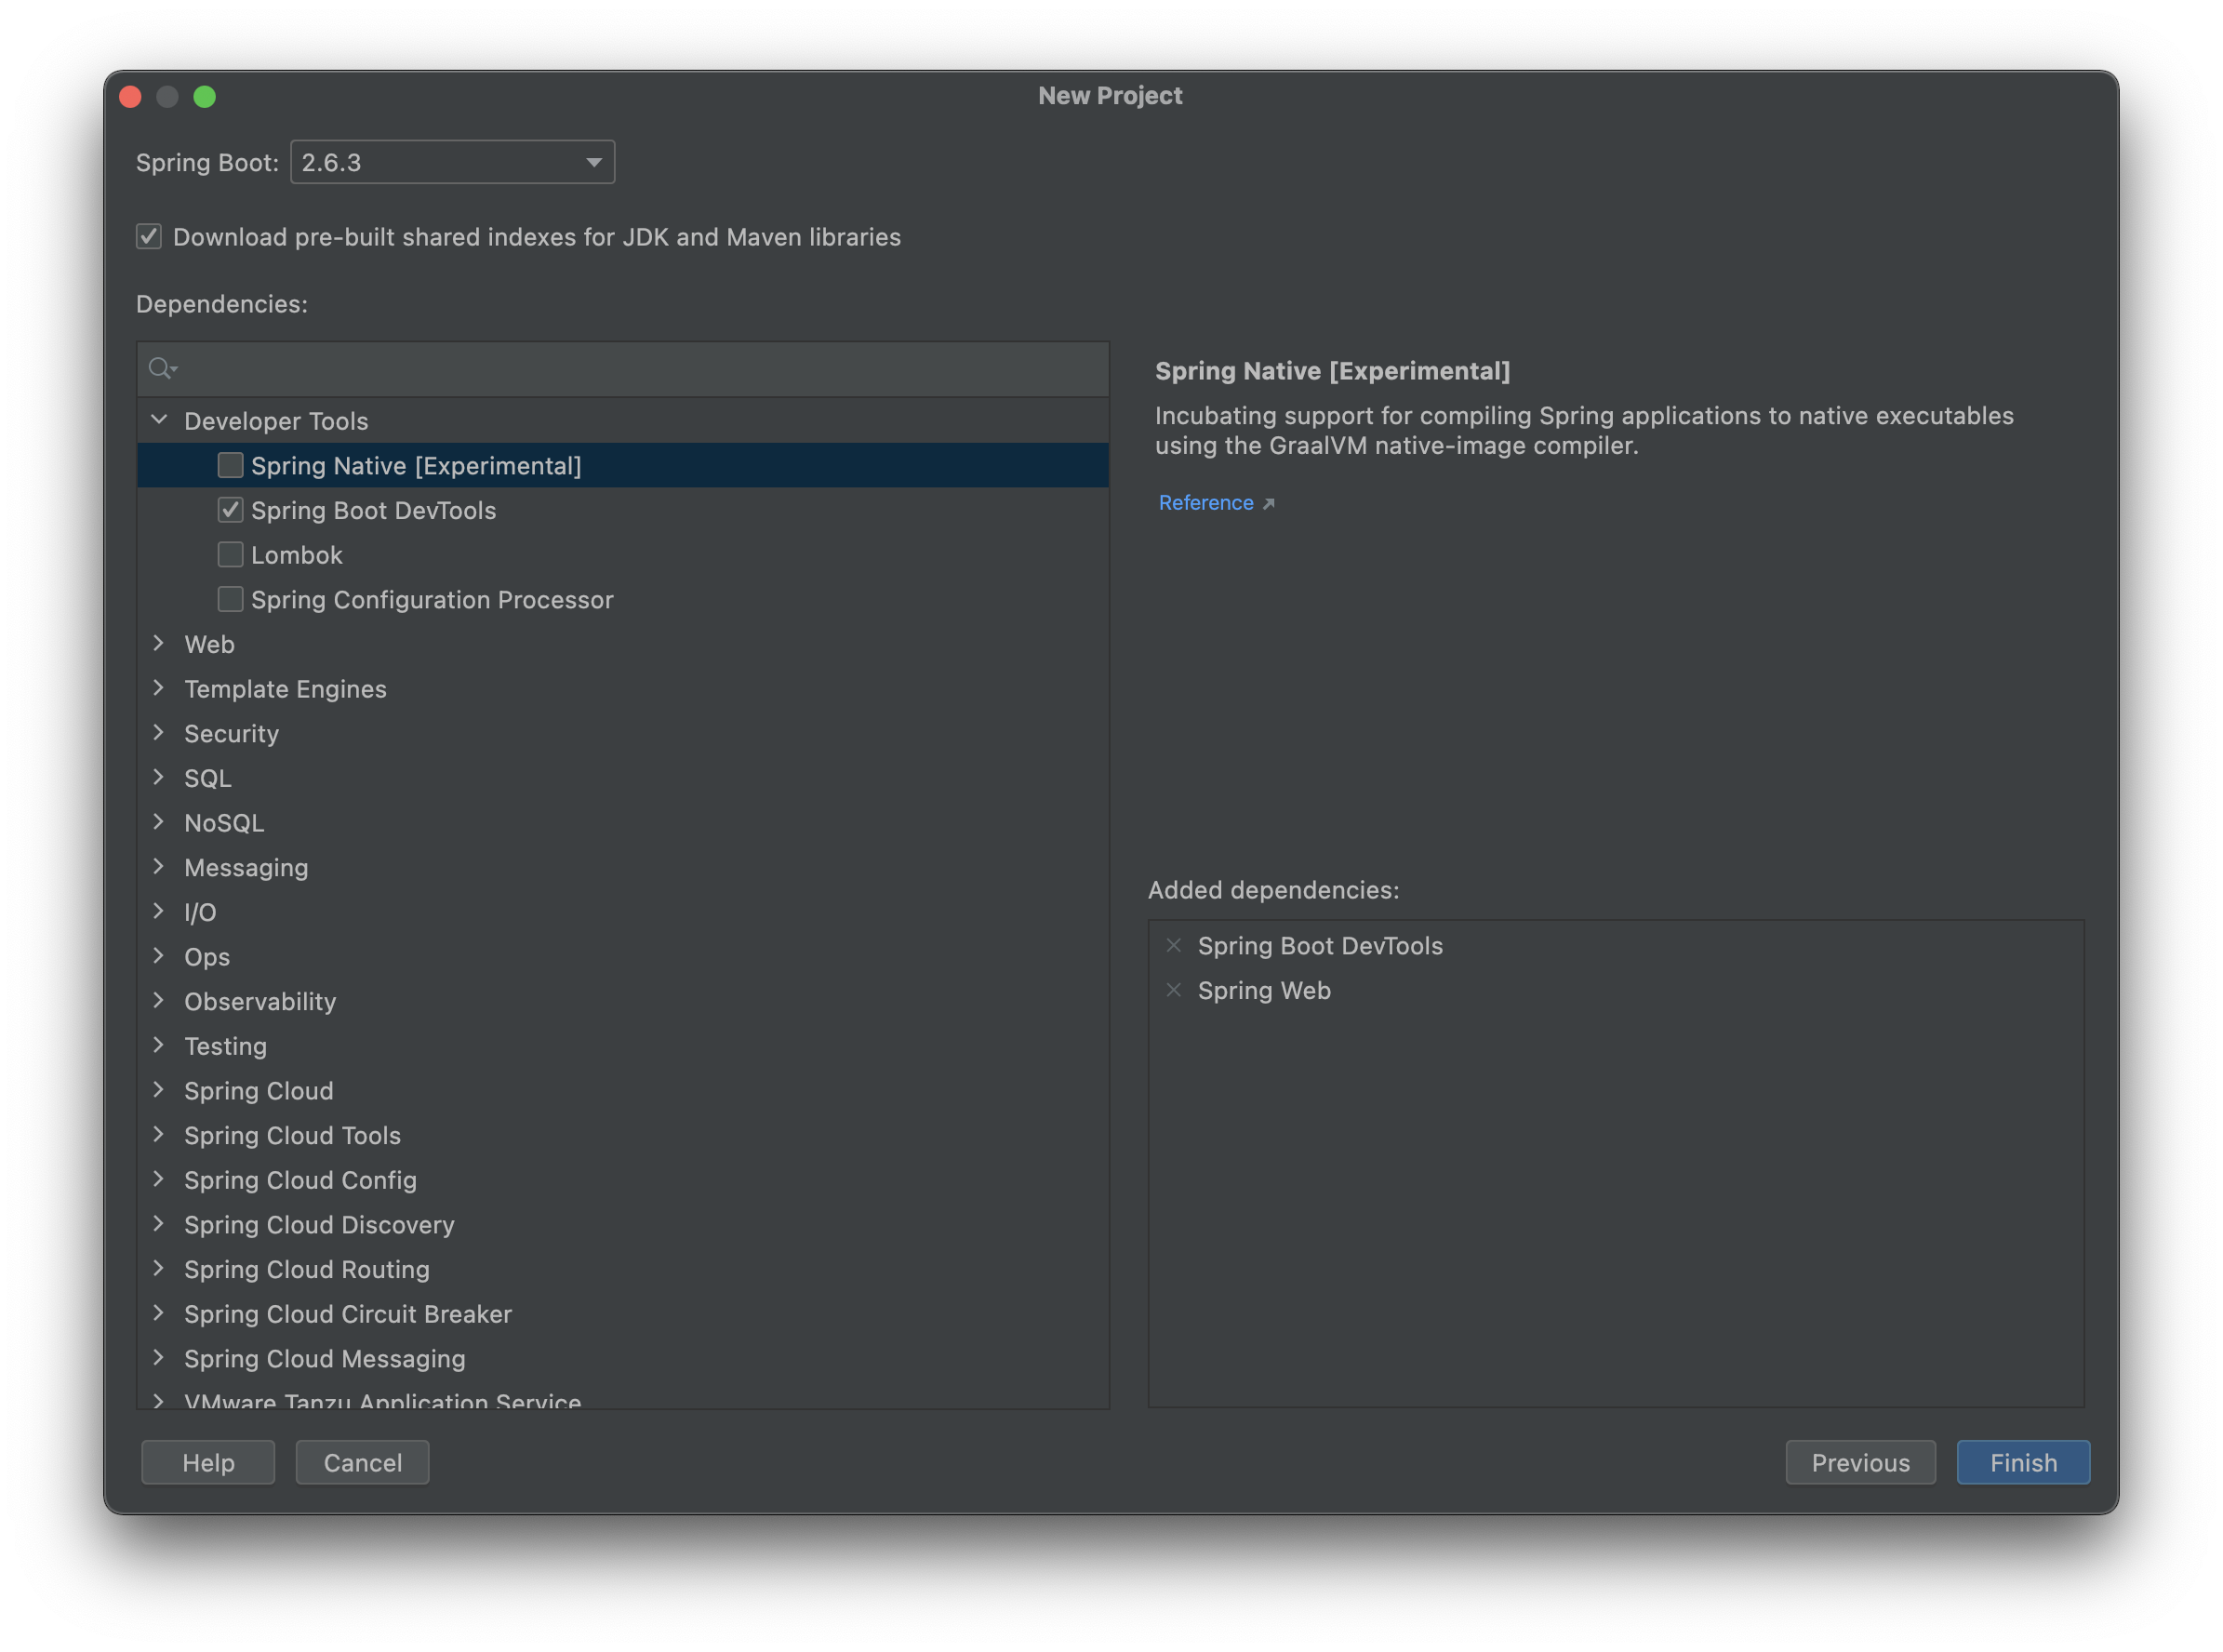 New Project
Spring Boot: 2.6.3
Download pre-built shared indexes for JDK and Maven libraries
Dependencies:
Developer Tools
Spring Native [Experimental]
Spring Boot DevTools
Lombok
Spring Configuration Processor
Web
Template Engines
Security
SQL
NoSQL
Messaging
I/O
Ops
Observability
Testing
Spring Cloud
Spring Cloud Tools
Spring Cloud Config
Spring Cloud Discovery
Spring Cloud Routing
Spring Cloud Circuit Breaker
Spring Cloud Messaging
VMware Tanzu Application Service
Spring Native [Experimental]
Incubating support for compiling Spring applications to native executables
using the GraalVM native-image compiler.
Reference
Added dependencies:
Spring Boot DevTools
Spring Web
Help
Cancel
Previous
Finish